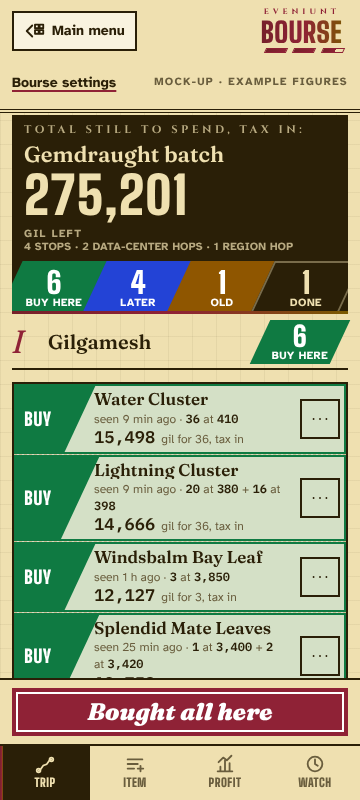 Main menu
EVENIUNT
BOURSE
Bourse settings
MOCK-UP · EXAMPLE FIGURES
TOTAL STILL TO SPEND, TAX IN:
Gemdraught batch
275,201
GIL LEFT
4 STOPS · 2 DATA-CENTER HOPS · 1 REGION HOP
6
BUY HERE
4
LATER
1
OLD
1
DONE
I
Gilgamesh
6
BUY HERE
BUY
Water Cluster
seen 9 min ago · 36 at 410
15,498 gil for 36, tax in
...
BUY
Lightning Cluster
seen 9 min ago · 20 at 380 + 16 at
398
14,666 gil for 36, tax in
...
BUY
Windsbalm Bay Leaf
seen 1 h ago · 3 at 3,850
12,127 gil for 3, tax in
...
BUY
Splendid Mate Leaves
seen 25 min ago · 1 at 3,400 + 2
at 3,420
...
Bought all here
TRIP
ITEM
PROFIT
WATCH